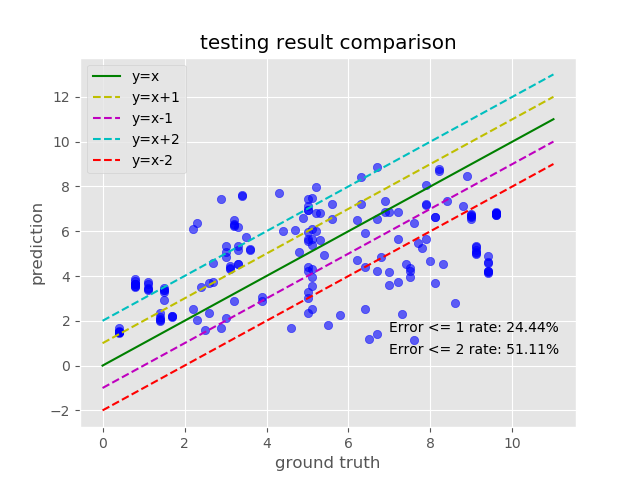 testing result comparison
y=x
y=x+1
y=x-1
y=x+2
y=x-2
12
10
8
6
4
2
0
−2
prediction
Error <= 1 rate: 24.44%
Error <= 2 rate: 51.11%
0
2
4
6
8
10
ground truth